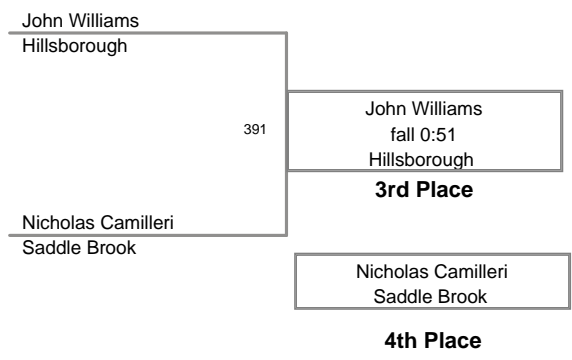 John Williams
Hillsborough
391
John Williams
fall 0:51
Hillsborough
3rd Place
Nicholas Camilleri
Saddle Brook
Nicholas Camilleri
Saddle Brook
4th Place